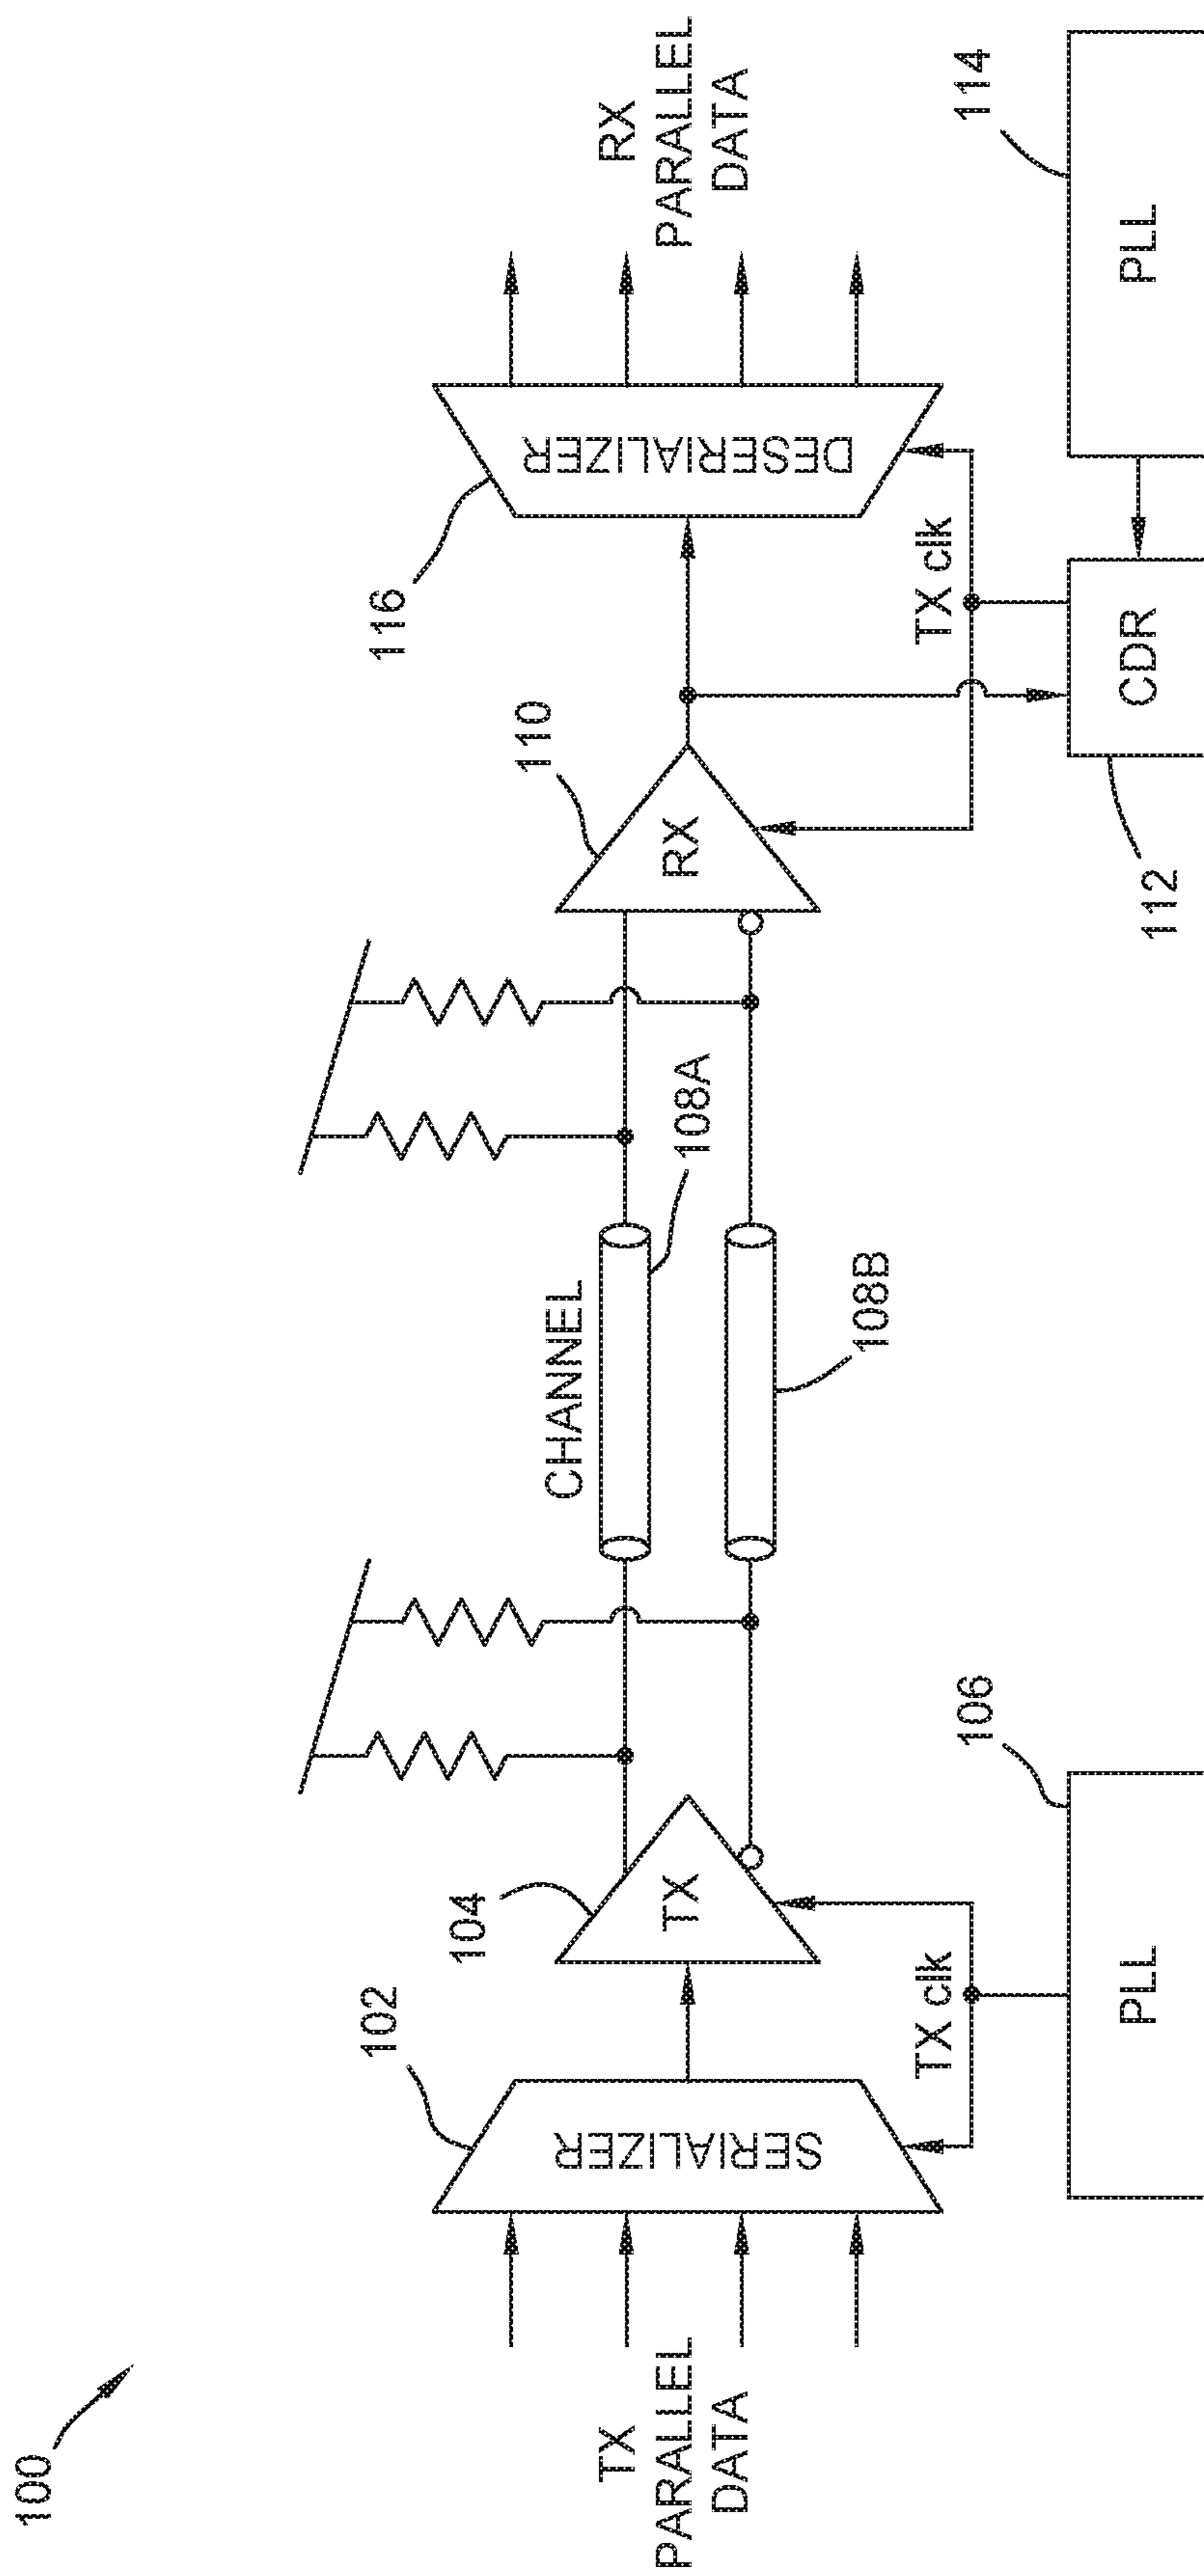 100
TX
PARALLEL
DATA
102
SERIALIZER
104
TX
TX clk
106
PLL
CHANNEL
108A
108B
110
RX
116
DESERIALIZER
TX clk
112
CDR
114
PLL
RX
PARALLEL
DATA